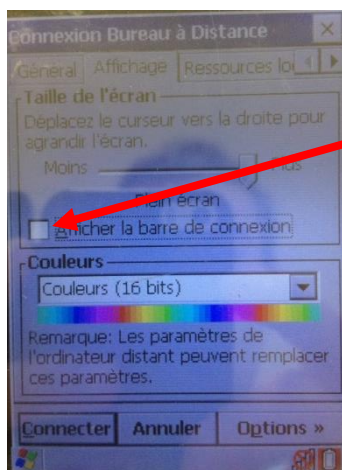 Connexion Bureau à Distance
Général Affichage Ressources lo
Taille de l'écran
Déplacez le curseur vers la droite pour
agrandir l'écran.
Moins Plus
Plein écran
Afficher la barre de connexion
Couleurs
Couleurs (16 bits)
Remarque: Les paramètres de
l'ordinateur distant peuvent remplacer
ces paramètres.
Connecter Annuler Options »